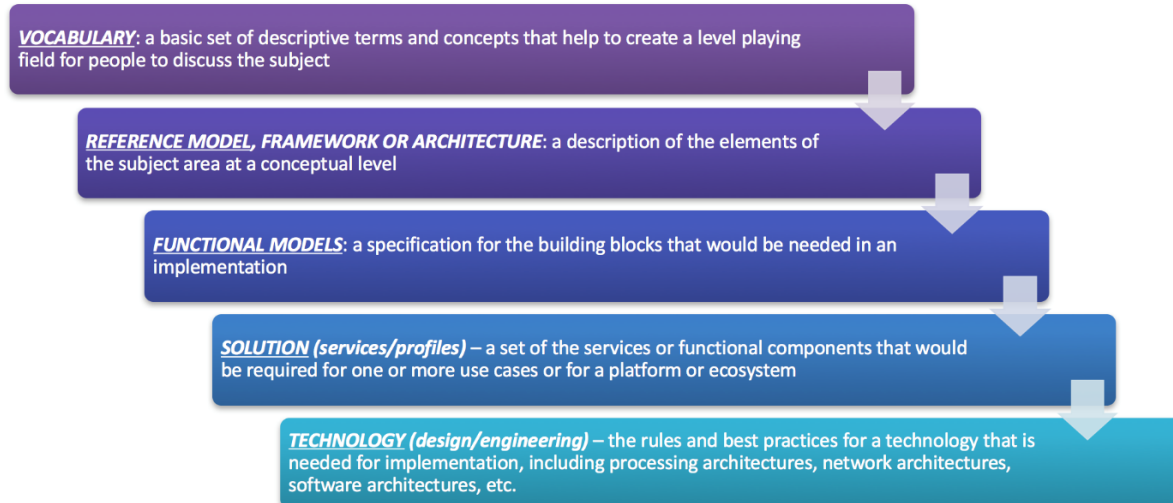 VOCABULARY: a basic set of descriptive terms and concepts that help to create a level playing
field for people to discuss the subject
REFERENCE MODEL, FRAMEWORK OR ARCHITECTURE: a description of the elements of
the subject area at a conceptual level
FUNCTIONAL MODELS: a specification for the building blocks that would be needed in an
implementation
SOLUTION (services/profiles) – a set of the services or functional components that would
be required for one or more use cases or for a platform or ecosystem
TECHNOLOGY (design/engineering) – the rules and best practices for a technology that is
needed for implementation, including processing architectures, network architectures,
software architectures, etc.